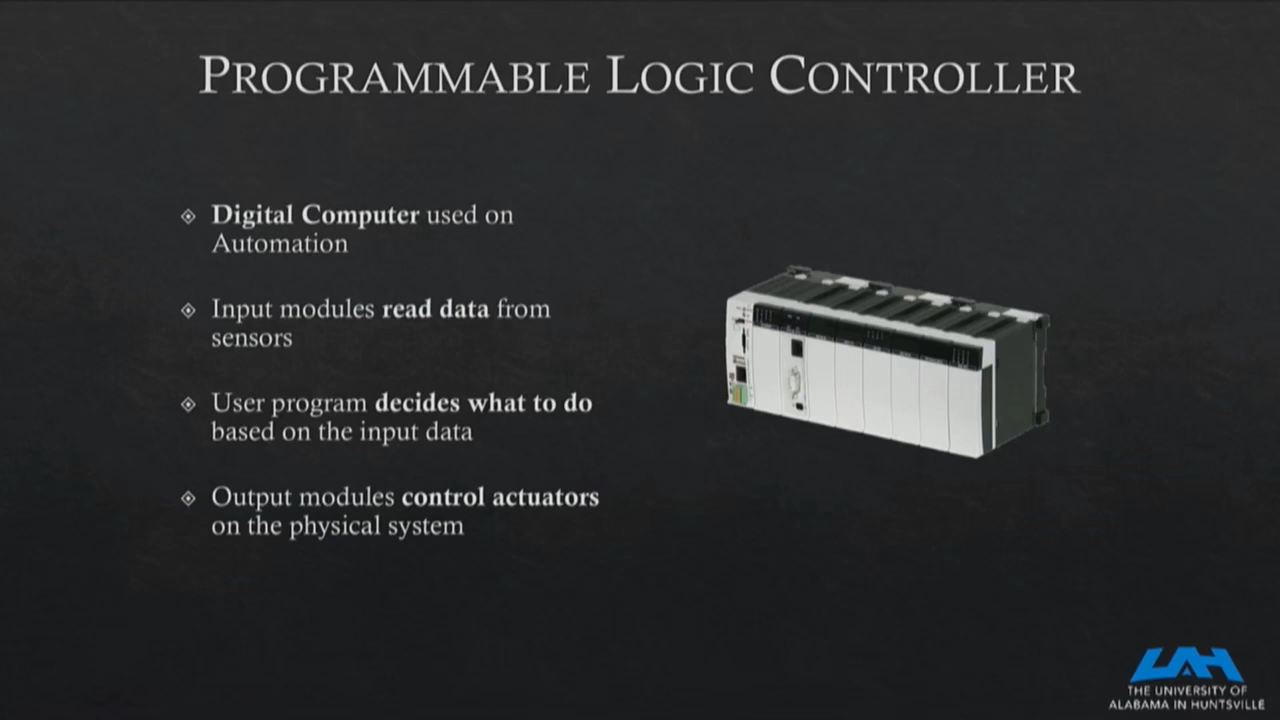 PROGRAMMABLE LOGIC CONTROLLER
Digital Computer used on
Automation
Input modules read data from
sensors
User program decides what to do
based on the input data
Output modules control actuators
on the physical system
UAH
THE UNIVERSITY OF
ALABAMA IN HUNTSVILLE